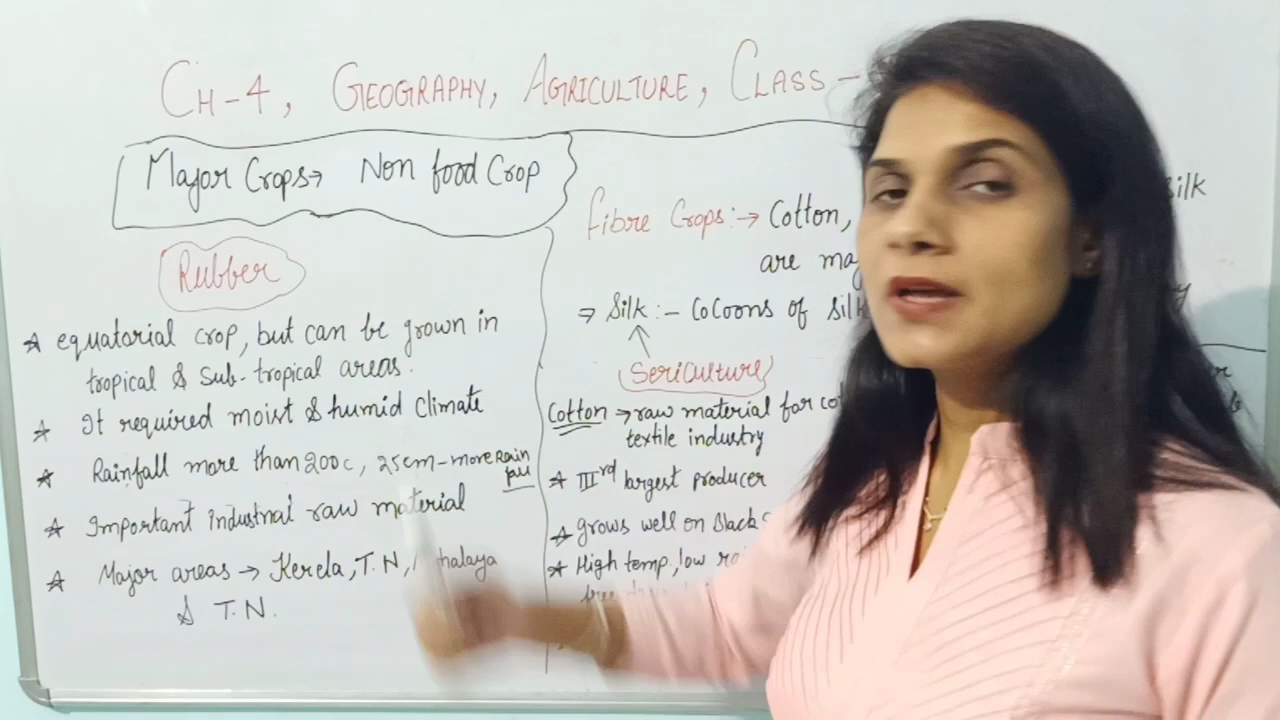 CH-4, GEOGRAPHY, AGRICULTURE, CLASS-
Major Crops→ Non food Crop
Rubber
☆ equatorial crop, but can be grown in
tropical & Sub-tropical areas.
☆ It required moist & humid Climate
☆ Rainfall more than 200c, 25cm-more Rain
☆ Important industrial raw material
☆ Major areas → Kerela, T.N,
& T.N.
Fibre Crops:→ Cotton, Silk
are
⇒ Silk:- Cocoons of Silk
Sericulture
Cotton → raw material for
textile industry
☆ IIIrd largest producer
☆ grows well on Black
☆ High temp, low